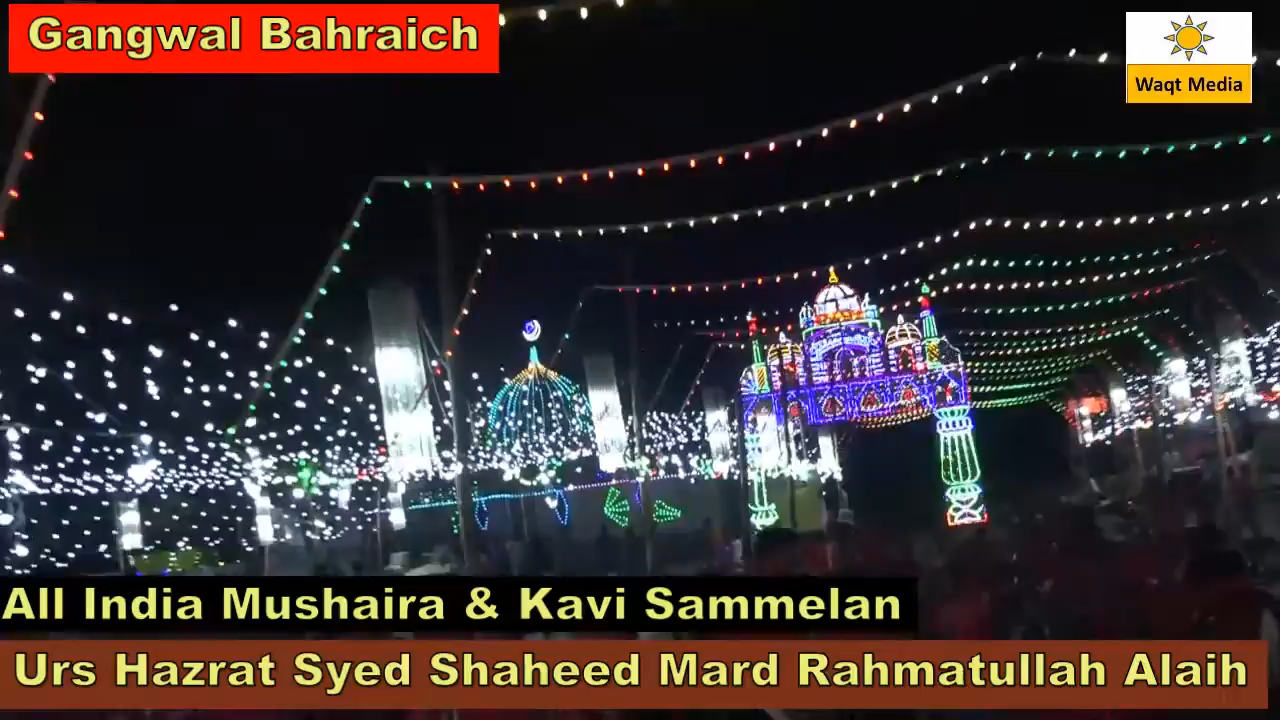 Gangwal Bahraich
Waqt Media
All India Mushaira & Kavi Sammelan
Urs Hazrat Syed Shaheed Mard Rahmatullah Alaih